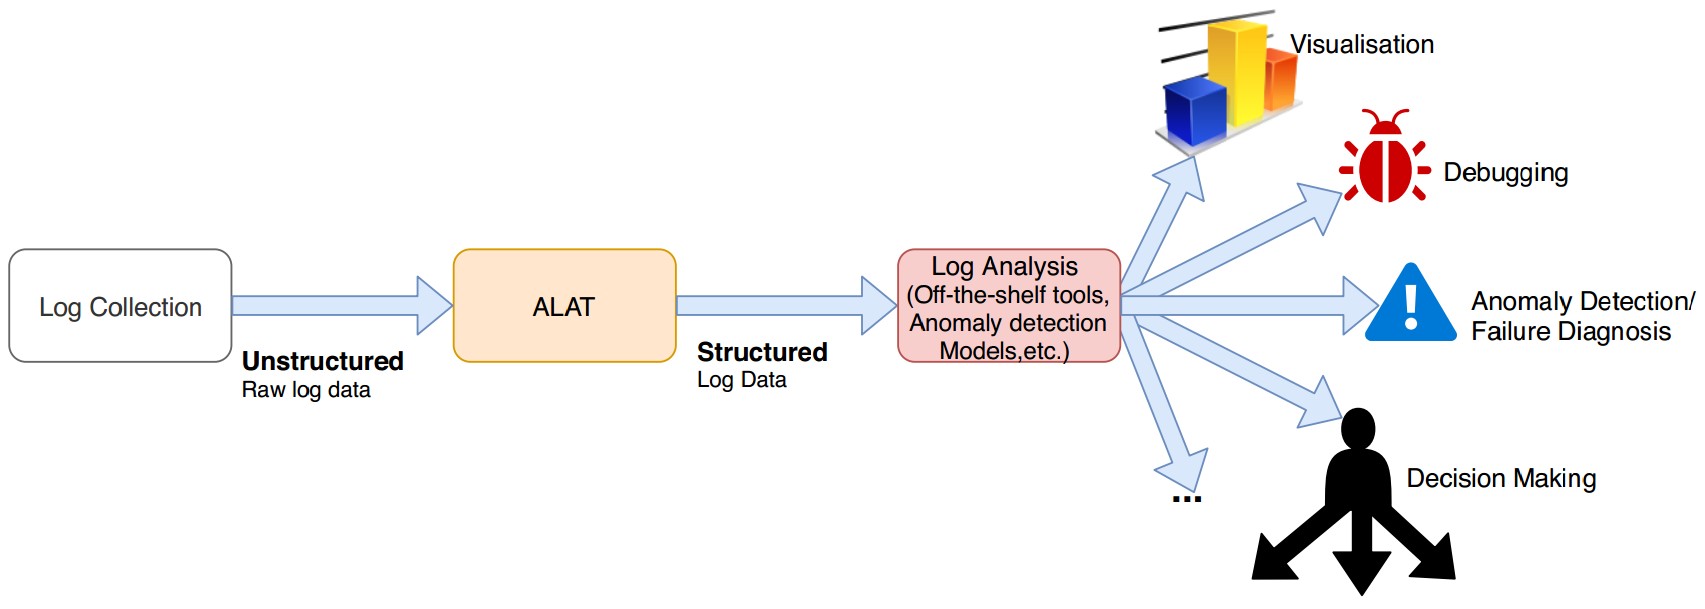 Visualisation
Debugging
Log Collection
Unstructured
Raw log data
ALAT
Structured
Log Data
Log Analysis
(Off-the-shelf tools,
Anomaly detection
Models,etc.)
Anomaly Detection/
Failure Diagnosis
Decision Making
...